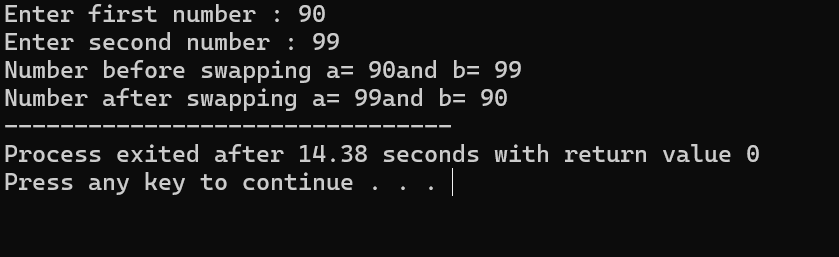 Enter first number : 90
Enter second number : 99
Number before swapping a= 90and b= 99
Number after swapping a= 99and b= 90
--------------------------------
Process exited after 14.38 seconds with return value 0
Press any key to continue . . .